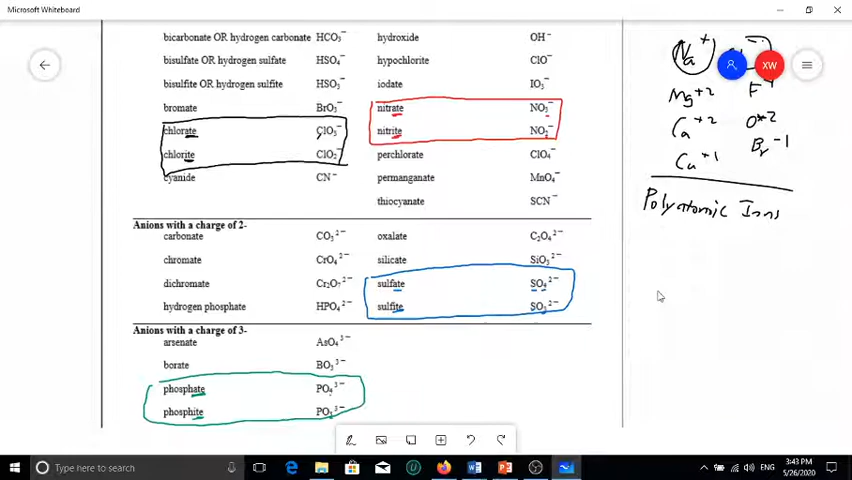 Microsoft Whiteboard
bicarbonate OR hydrogen carbonate HCO₃⁻ hydroxide OH⁻
bisulfate OR hydrogen sulfate HSO₄⁻ hypochlorite ClO⁻
bisulfite OR hydrogen sulfite HSO₃⁻ iodate IO₃⁻
bromate BrO₃⁻ nitrate NO₃⁻
chlorate ClO₃⁻ nitrite NO₂⁻
chlorite ClO₂⁻ perchlorate ClO₄⁻
cyanide CN⁻ permanganate MnO₄⁻
thiocyanate SCN⁻
Anions with a charge of 2-
carbonate CO₃²⁻ oxalate C₂O₄²⁻
chromate CrO₄²⁻ silicate SiO₃²⁻
dichromate Cr₂O₇²⁻ sulfate SO₄²⁻
hydrogen phosphate HPO₄²⁻ sulfite SO₃²⁻
Anions with a charge of 3-
arsenate AsO₄³⁻
borate BO₃³⁻
phosphate PO₄³⁻
phosphite PO₃³⁻
Na⁺
XW
Mg⁺²
Ca⁺² O⁻²
Cu⁺¹ Br⁻¹
Polyatomic Ions
Type here to search
ENG
3:43 PM
5/26/2020